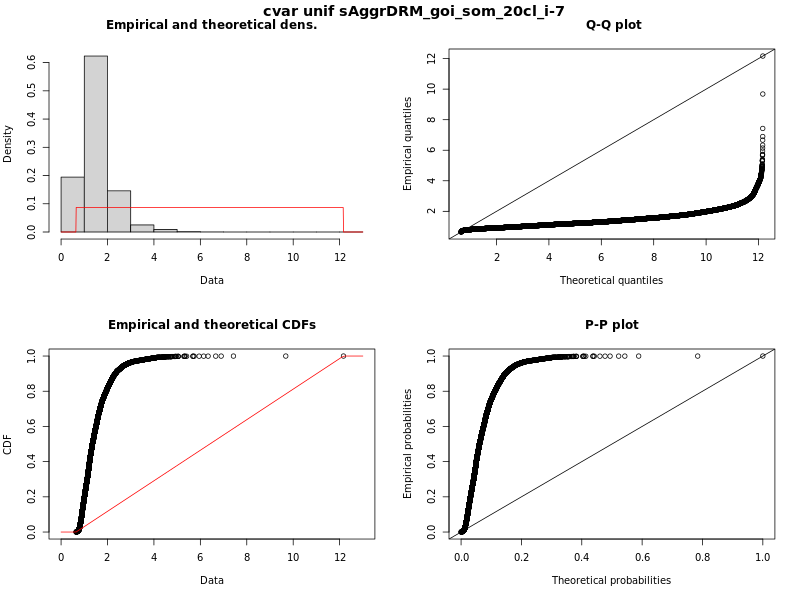 cvar unif sAggrDRM_goi_som_20cl_i-7
Empirical and theoretical dens.
Density
0.0 0.1 0.2 0.3 0.4 0.5 0.6
0 2 4 6 8 10 12
Data
Q-Q plot
Empirical quantiles
2 4 6 8 10 12
2 4 6 8 10 12
Theoretical quantiles
Empirical and theoretical CDFs
CDF
0.0 0.2 0.4 0.6 0.8 1.0
0 2 4 6 8 10 12
Data
P-P plot
Empirical probabilities
0.0 0.2 0.4 0.6 0.8 1.0
0.0 0.2 0.4 0.6 0.8 1.0
Theoretical probabilities